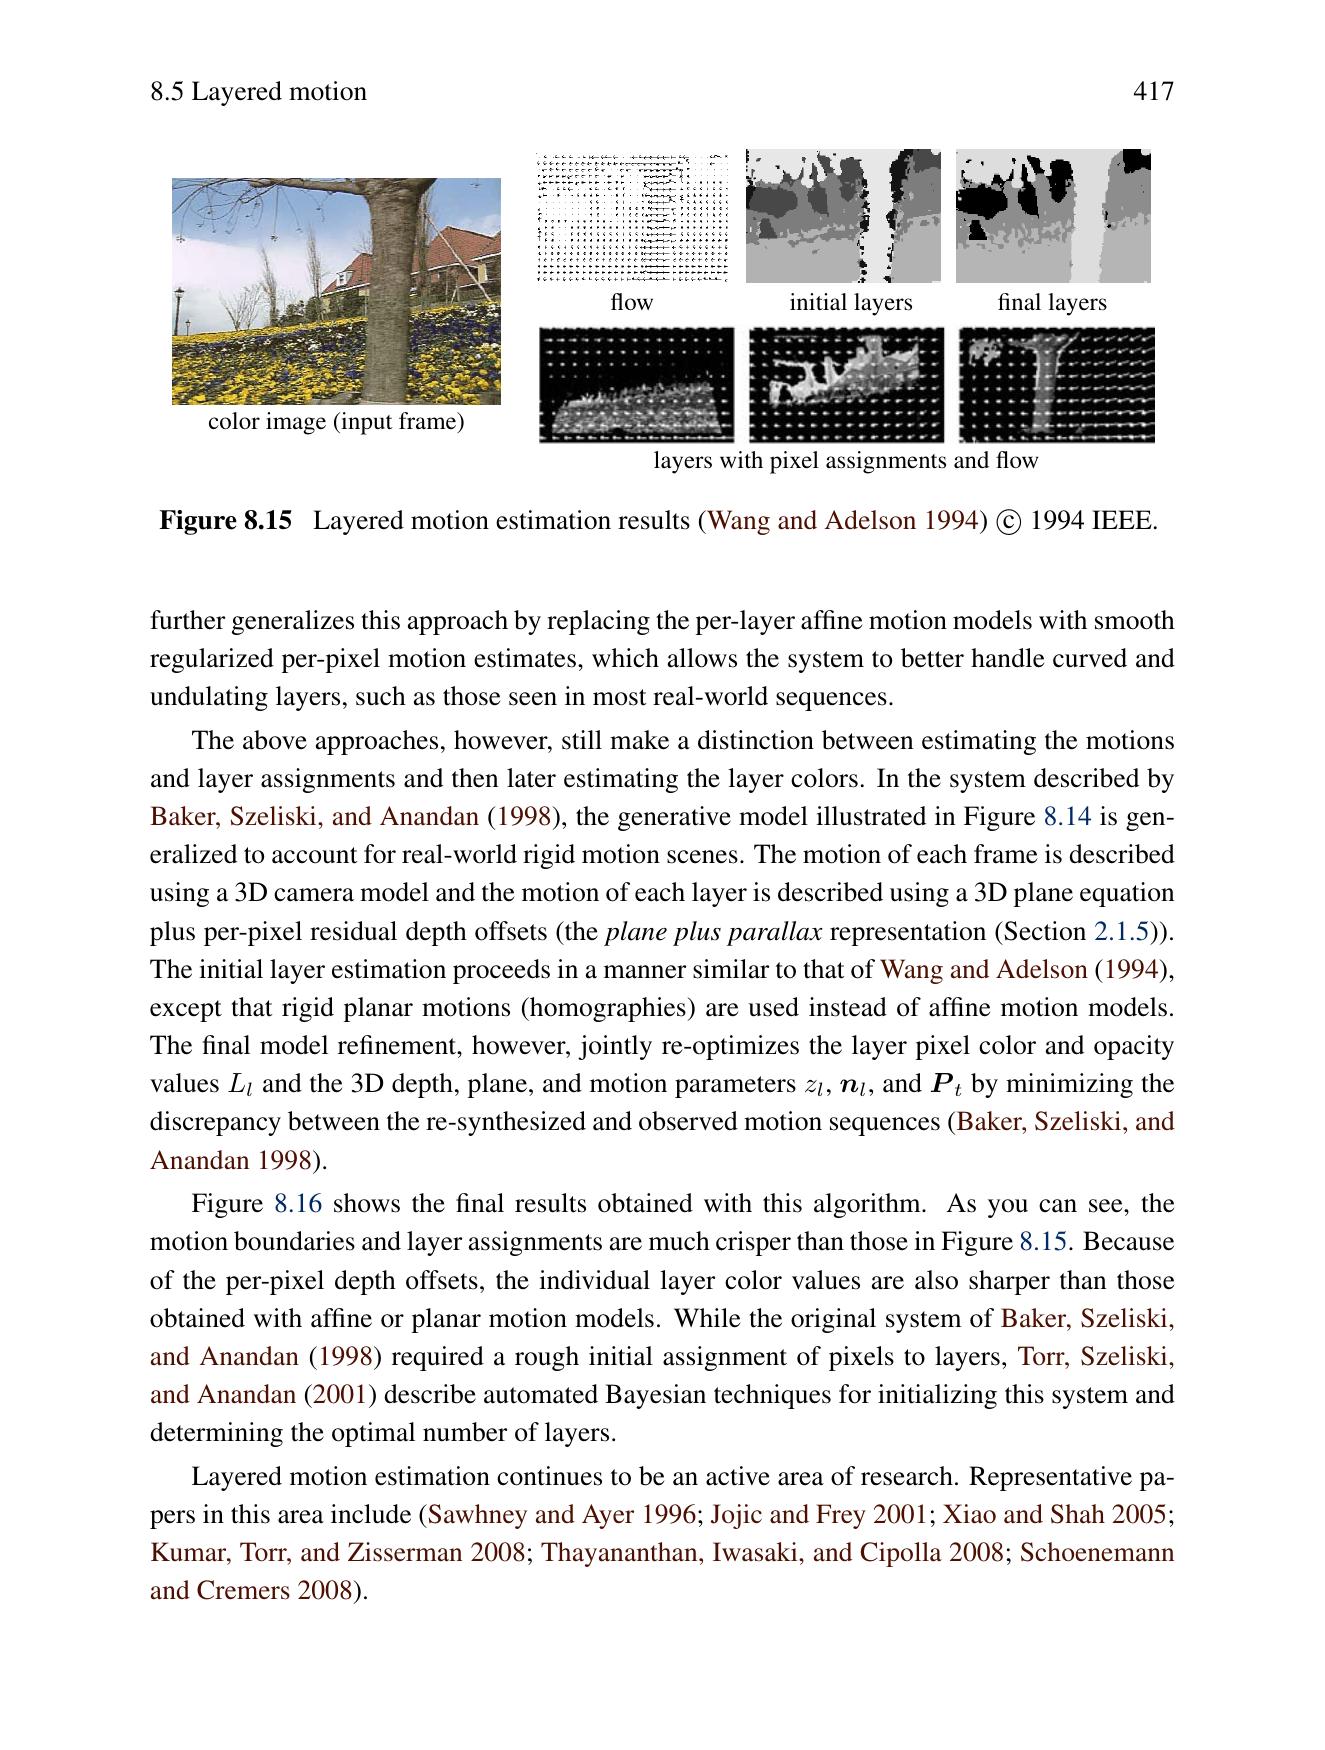 8.5 Layered motion 417
flow initial layers final layers
color image (input frame)
layers with pixel assignments and flow
Figure 8.15 Layered motion estimation results (Wang and Adelson 1994) © 1994 IEEE.
further generalizes this approach by replacing the per-layer affine motion models with smooth
regularized per-pixel motion estimates, which allows the system to better handle curved and
undulating layers, such as those seen in most real-world sequences.
The above approaches, however, still make a distinction between estimating the motions
and layer assignments and then later estimating the layer colors. In the system described by
Baker, Szeliski, and Anandan (1998), the generative model illustrated in Figure 8.14 is gen-
eralized to account for real-world rigid motion scenes. The motion of each frame is described
using a 3D camera model and the motion of each layer is described using a 3D plane equation
plus per-pixel residual depth offsets (the plane plus parallax representation (Section 2.1.5)).
The initial layer estimation proceeds in a manner similar to that of Wang and Adelson (1994),
except that rigid planar motions (homographies) are used instead of affine motion models.
The final model refinement, however, jointly re-optimizes the layer pixel color and opacity
values L_l and the 3D depth, plane, and motion parameters z_l, n_l, and P_t by minimizing the
discrepancy between the re-synthesized and observed motion sequences (Baker, Szeliski, and
Anandan 1998).
Figure 8.16 shows the final results obtained with this algorithm. As you can see, the
motion boundaries and layer assignments are much crisper than those in Figure 8.15. Because
of the per-pixel depth offsets, the individual layer color values are also sharper than those
obtained with affine or planar motion models. While the original system of Baker, Szeliski,
and Anandan (1998) required a rough initial assignment of pixels to layers, Torr, Szeliski,
and Anandan (2001) describe automated Bayesian techniques for initializing this system and
determining the optimal number of layers.
Layered motion estimation continues to be an active area of research. Representative pa-
pers in this area include (Sawhney and Ayer 1996; Jojic and Frey 2001; Xiao and Shah 2005;
Kumar, Torr, and Zisserman 2008; Thayananthan, Iwasaki, and Cipolla 2008; Schoenemann
and Cremers 2008).